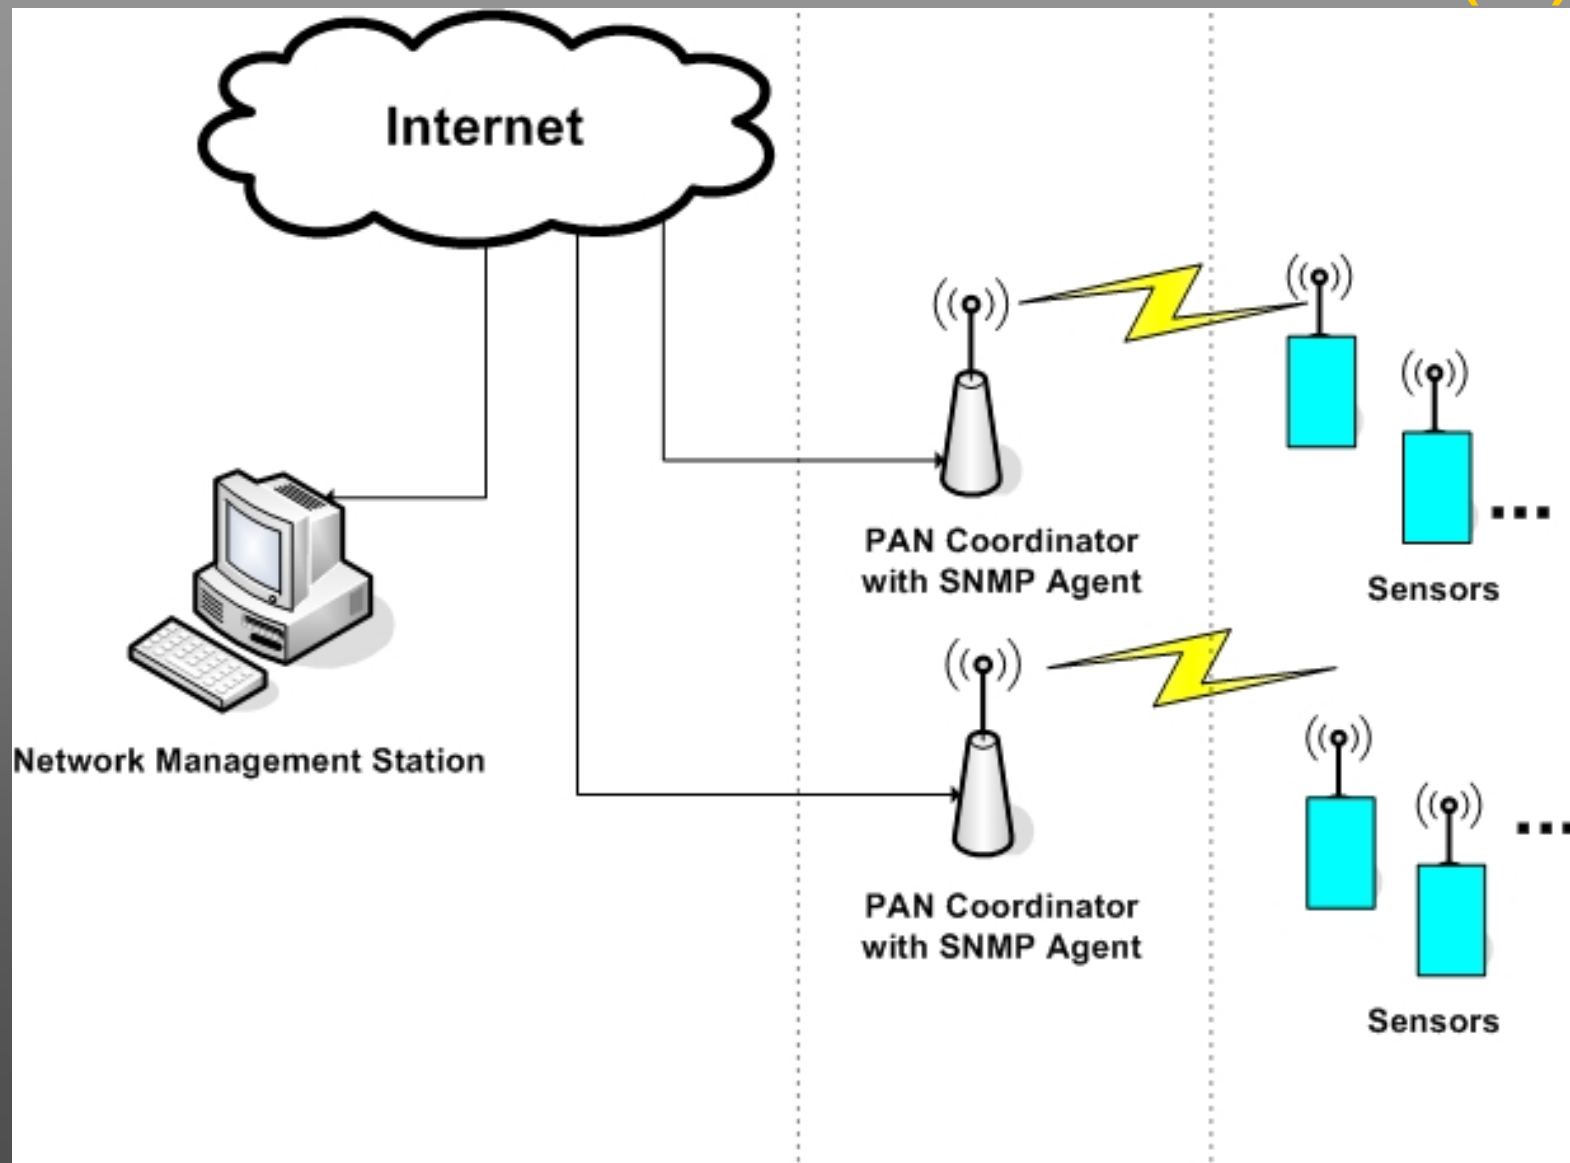 Internet
PAN Coordinator
with SNMP Agent
Sensors
Network Management Station
PAN Coordinator
with SNMP Agent
Sensors